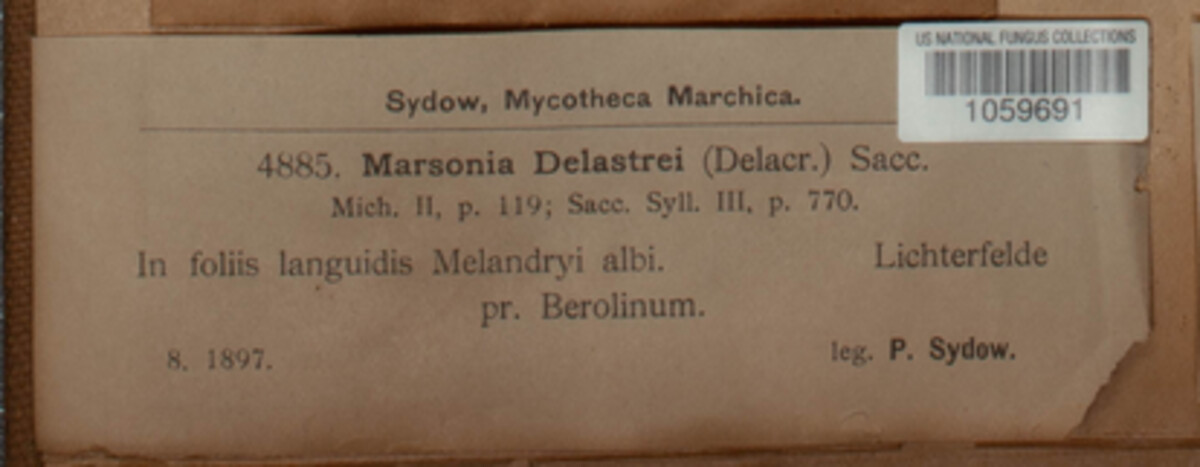 US NATIONAL FUNGUS COLLECTIONS
1059691
Sydow, Mycotheca Marchica.
4885. Marsonia Delastrei (Delacr.) Sacc.
Mich. II, p. 119; Sacc. Syll. III, p. 770.
In foliis languidis Melandryi albi. Lichterfelde
pr. Berolinum.
8. 1897. leg. P. Sydow.